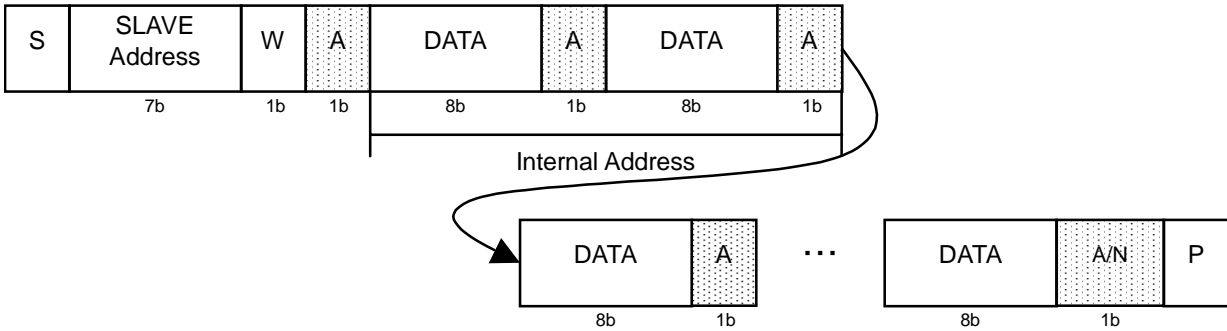 S SLAVE Address W A DATA A DATA A
7b 1b 1b 8b 1b 8b 1b
Internal Address
DATA A ... DATA A/N P
8b 1b 8b 1b